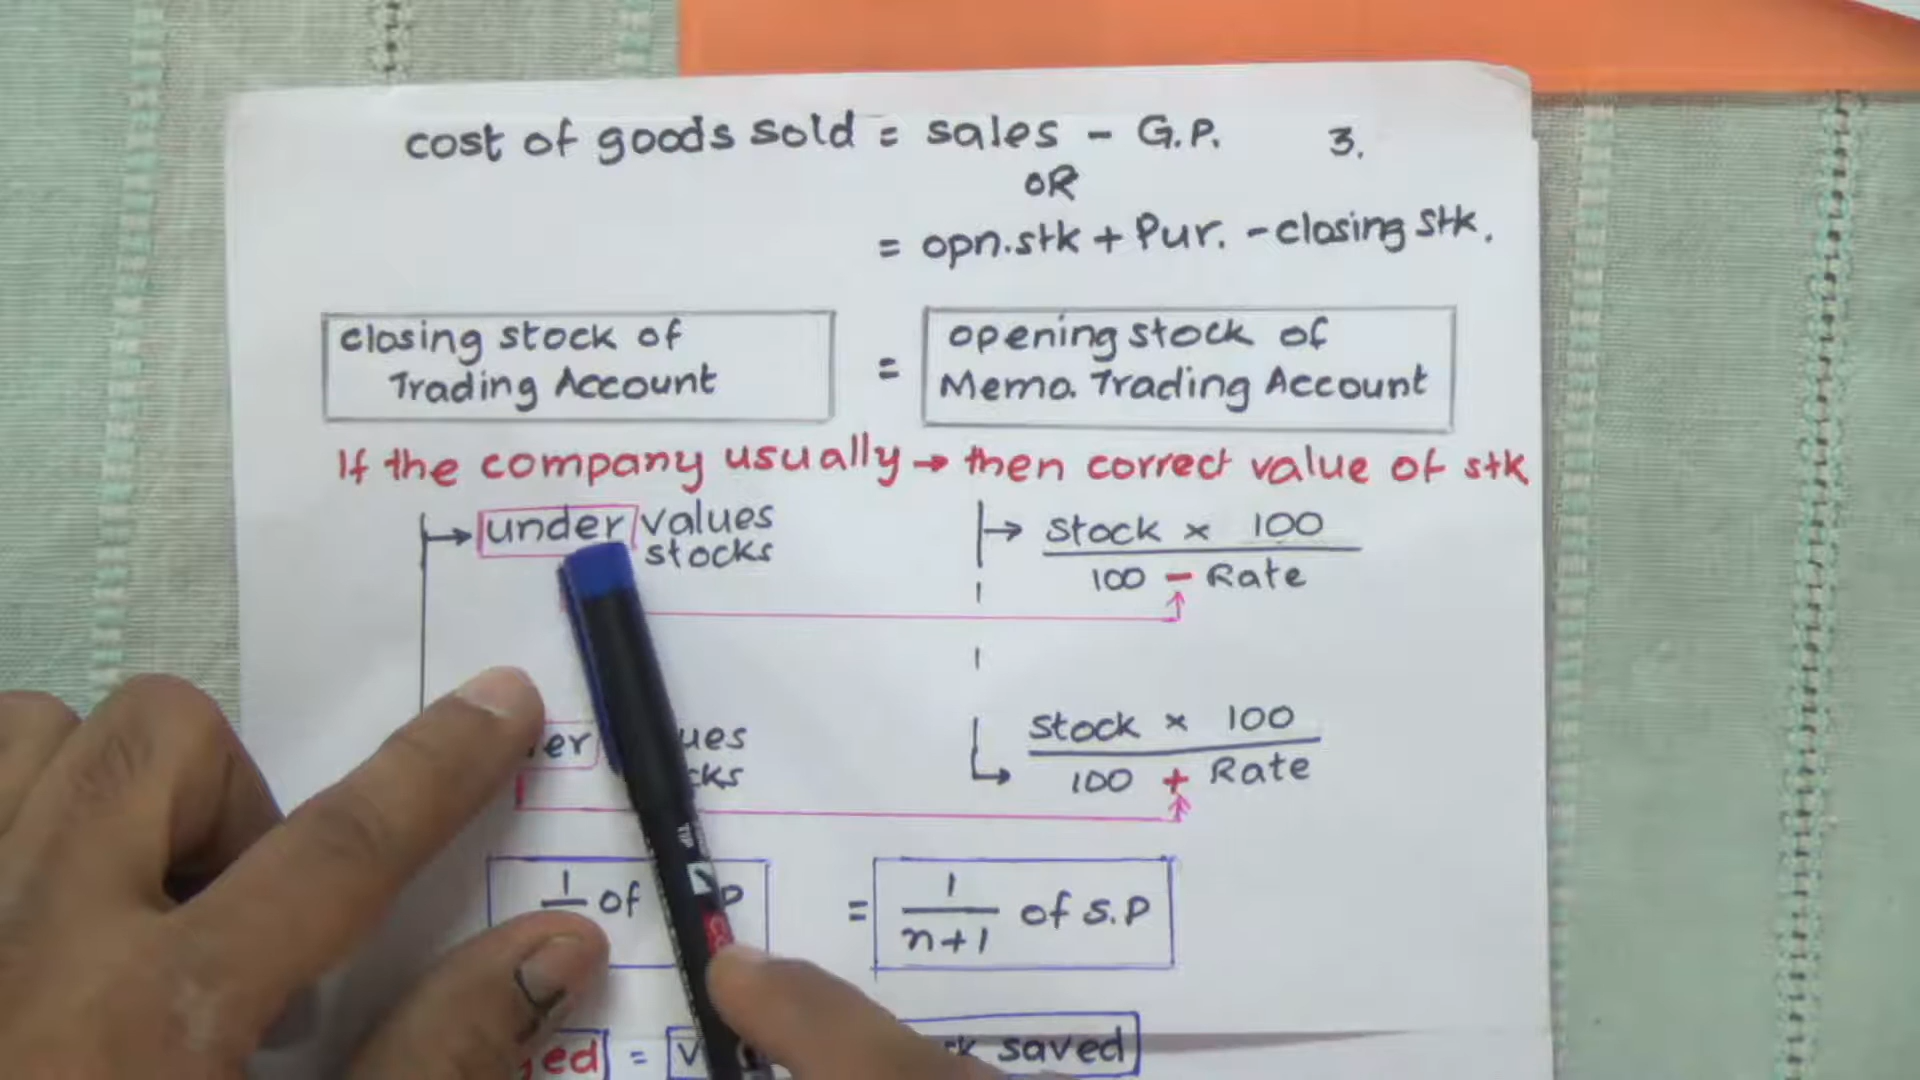 cost of goods sold = sales - G.P. 3.
OR
= opn.stk + Pur. - closing stk.
closing stock of
Trading Account
=
opening stock of
Memo. Trading Account
If the company usually → then correct value of stk
under values
stocks
stock × 100
100 - Rate
stock × 100
100 + Rate
1
of
= 1
n+1 of S.P
= saved
TIP